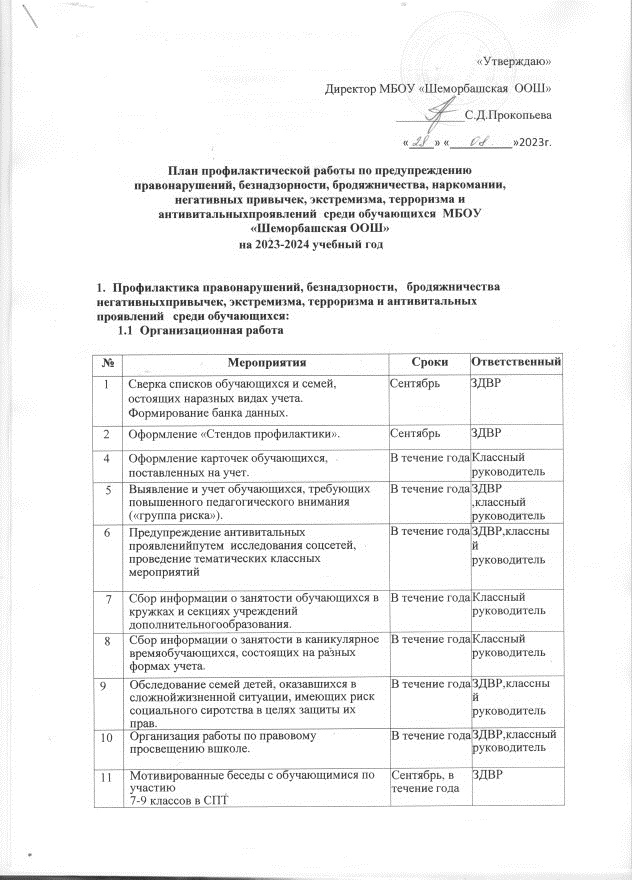 «Утверждаю»
Директор МБОУ «Шеморбашская ООШ»
____________С.Д.Прокопьева
«28» «08»2023г.
План профилактической работы по предупреждению
правонарушений, безнадзорности, бродяжничества, наркомании,
негативных привычек, экстремизма, терроризма и
антивитальныхпроявлений среди обучающихся МБОУ
«Шеморбашская ООШ»
на 2023-2024 учебный год
1. Профилактика правонарушений, безнадзорности, бродяжничества
негативныхпривычек, экстремизма, терроризма и антивитальных
проявлений среди обучающихся:
1.1 Организационная работа
№ Мероприятия Сроки Ответственный
1 Сверка списков обучающихся и семей, Сентябрь ЗДВР
остоящих наразных видах учета.
Формирование банка данных.
2 Оформление «Стендов профилактики». Сентябрь ЗДВР
4 Оформление карточек обучающихся, В течение года Классный
поставленных на учет. руководитель
5 Выявление и учет обучающихся, требующих В течение года ЗДВР
повышенного педагогического внимания ,классный
(«группа риска»). руководитель
6 Предупреждение антивитальных В течение года ЗДВР,классны
проявленийпутем исследования соцсетей, й
проведение тематических классных руководитель
мероприятий
7 Сбор информации о занятости обучающихся в В течение года Классный
кружках и секциях учреждений руководитель
дополнительногообразования.
8 Сбор информации о занятости в каникулярное В течение года Классный
времяобучающихся, состоящих на разных руководитель
формах учета.
9 Обследование семей детей, оказавшихся в В течение года ЗДВР,классны
сложнойжизненной ситуации, имеющих риск й
социального сиротства в целях защиты их руководитель
прав.
10 Организация работы по правовому В течение года ЗДВР,классный
просвещению вшколе. руководитель
11 Мотивированные беседы с обучающимися по Сентябрь, в ЗДВР
участию течение года
7-9 классов в СПТ